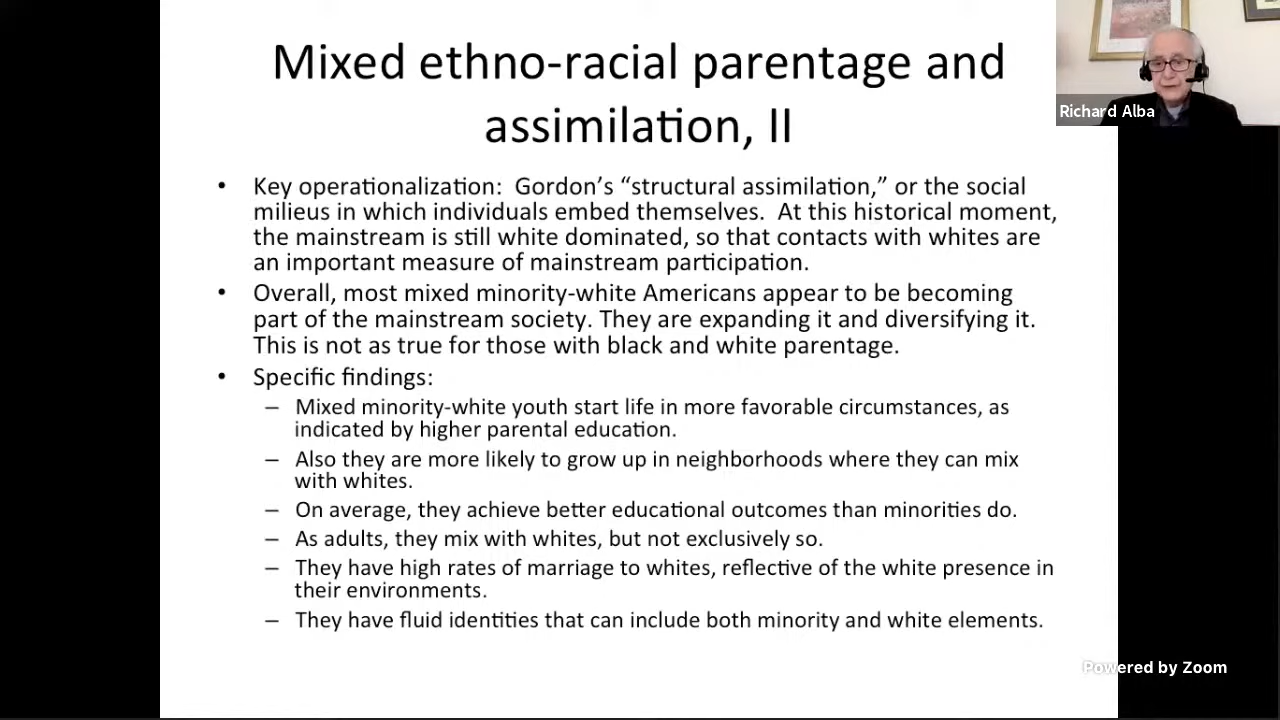 Mixed ethno-racial parentage and
assimilation, II
Richard Alba
• Key operationalization: Gordon's “structural assimilation,” or the social
milieus in which individuals embed themselves. At this historical moment,
the mainstream is still white dominated, so that contacts with whites are
an important measure of mainstream participation.
• Overall, most mixed minority-white Americans appear to be becoming
part of the mainstream society. They are expanding it and diversifying it.
This is not as true for those with black and white parentage.
• Specific findings:
– Mixed minority-white youth start life in more favorable circumstances, as
indicated by higher parental education.
– Also they are more likely to grow up in neighborhoods where they can mix
with whites.
– On average, they achieve better educational outcomes than minorities do.
– As adults, they mix with whites, but not exclusively so.
– They have high rates of marriage to whites, reflective of the white presence in
their environments.
– They have fluid identities that can include both minority and white elements.
Powered by Zoom